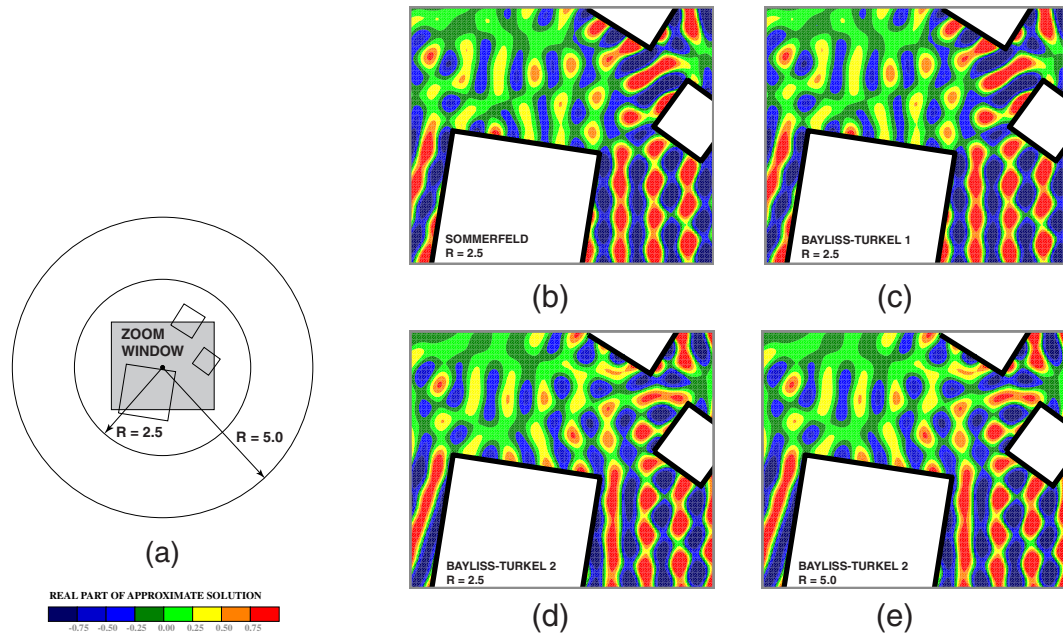 ZOOM
WINDOW
R = 2.5
R = 5.0
(a)
REAL PART OF APPROXIMATE SOLUTION
-0.75 -0.50 -0.25 0.00 0.25 0.50 0.75
SOMMERFELD
R = 2.5
(b)
BAYLISS-TURKEL 1
R = 2.5
(c)
BAYLISS-TURKEL 2
R = 2.5
(d)
BAYLISS-TURKEL 2
R = 5.0
(e)